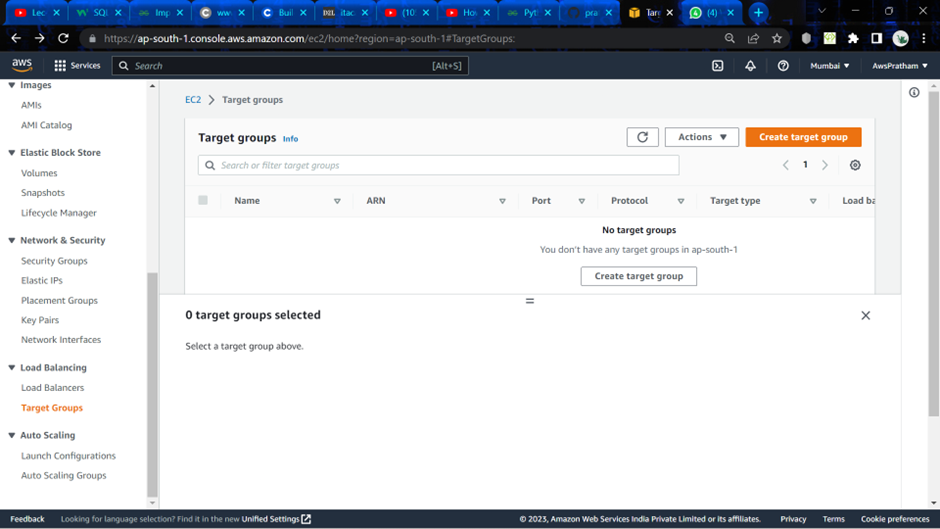 Lec
SQL
Imp
www
Buil
DXL itac
(10
How
Pyt
pra
Targ
(4)
https://ap-south-1.console.aws.amazon.com/ec2/home?region=ap-south-1#TargetGroups:
aws
Services
Search
[Alt+S]
Mumbai
AwsPratham
Images
AMIs
AMI Catalog
Elastic Block Store
Volumes
Snapshots
Lifecycle Manager
Network & Security
Security Groups
Elastic IPs
Placement Groups
Key Pairs
Network Interfaces
Load Balancing
Load Balancers
Target Groups
Auto Scaling
Launch Configurations
Auto Scaling Groups
EC2 > Target groups
Target groups Info
Actions
Create target group
Search or filter target groups
1
Name
ARN
Port
Protocol
Target type
Load ba
No target groups
You don't have any target groups in ap-south-1
Create target group
0 target groups selected
Select a target group above.
Feedback
Looking for language selection? Find it in the new Unified Settings
© 2023, Amazon Web Services India Private Limited or its affiliates.
Privacy
Terms
Cookie preferences